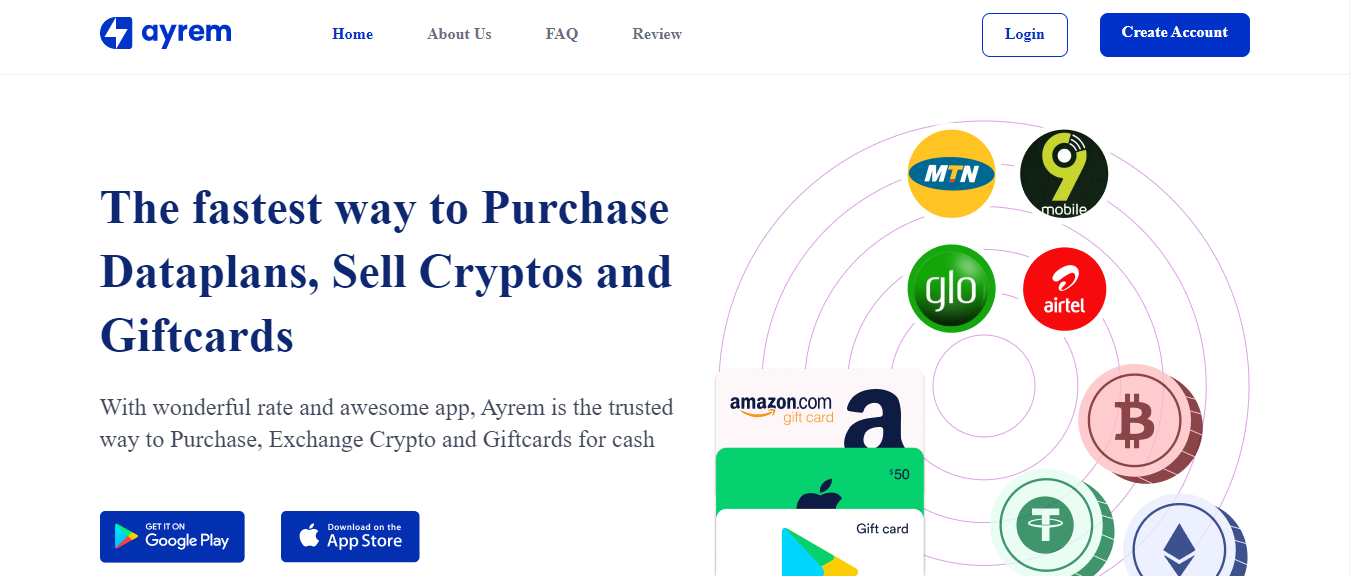 ayrem
Home
About Us
FAQ
Review
Login
Create Account
The fastest way to Purchase
Dataplans, Sell Cryptos and
Giftcards
With wonderful rate and awesome app, Ayrem is the trusted
way to Purchase, Exchange Crypto and Giftcards for cash
GET IT ON
Google Play
Download on the
App Store
MTN
9
mobile
glo
airtel
amazon.com
gift card
a
$50
Gift card